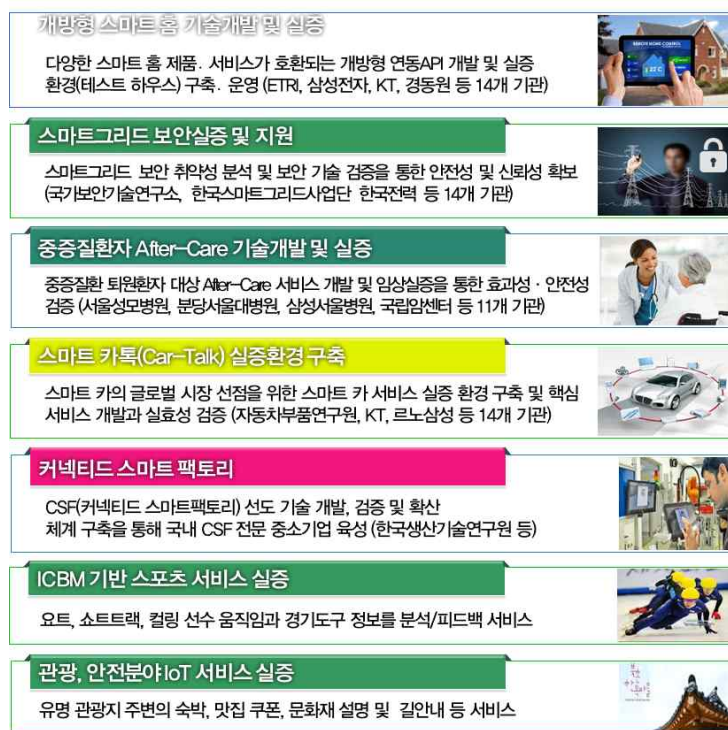 개방형 스마트 홈 기술개발 및 실증
다양한 스마트 홈 제품. 서비스가 호환되는 개방형 연동API 개발 및 실증
환경(테스트 하우스) 구축. 운영 (ETRI, 삼성전자, KT, 경동원 등 14개 기관)
스마트그리드 보안실증 및 지원
스마트그리드 보안 취약성 분석 및 보안 기술 검증을 통한 안전성 및 신뢰성 확보
(국가보안기술연구소, 한국스마트그리드사업단 한국전력 등 14개 기관)
중증질환자 After-Care 기술개발 및 실증
중증질환 퇴원환자 대상 After-Care 서비스 개발 및 임상실증을 통한 효과성 · 안전성
검증 (서울성모병원, 분당서울대병원, 삼성서울병원, 국립암센터 등 11개 기관)
스마트 카톡(Car-Talk) 실증환경 구축
스마트 카의 글로벌 시장 선점을 위한 스마트 카 서비스 실증 환경 구축 및 핵심
서비스 개발과 실효성 검증 (자동차부품연구원, KT, 르노삼성 등 14개 기관)
커넥티드 스마트 팩토리
CSF(커넥티드 스마트팩토리) 선도 기술 개발, 검증 및 확산
체계 구축을 통해 국내 CSF 전문 중소기업 육성 (한국생산기술연구원 등)
ICBM 기반 스포츠 서비스 실증
요트, 쇼트트랙, 컬링 선수 움직임과 경기도구 정보를 분석/피드백 서비스
관광, 안전분야 IoT 서비스 실증
유명 관광지 주변의 숙박, 맛집 쿠폰, 문화재 설명 및 길안내 등 서비스